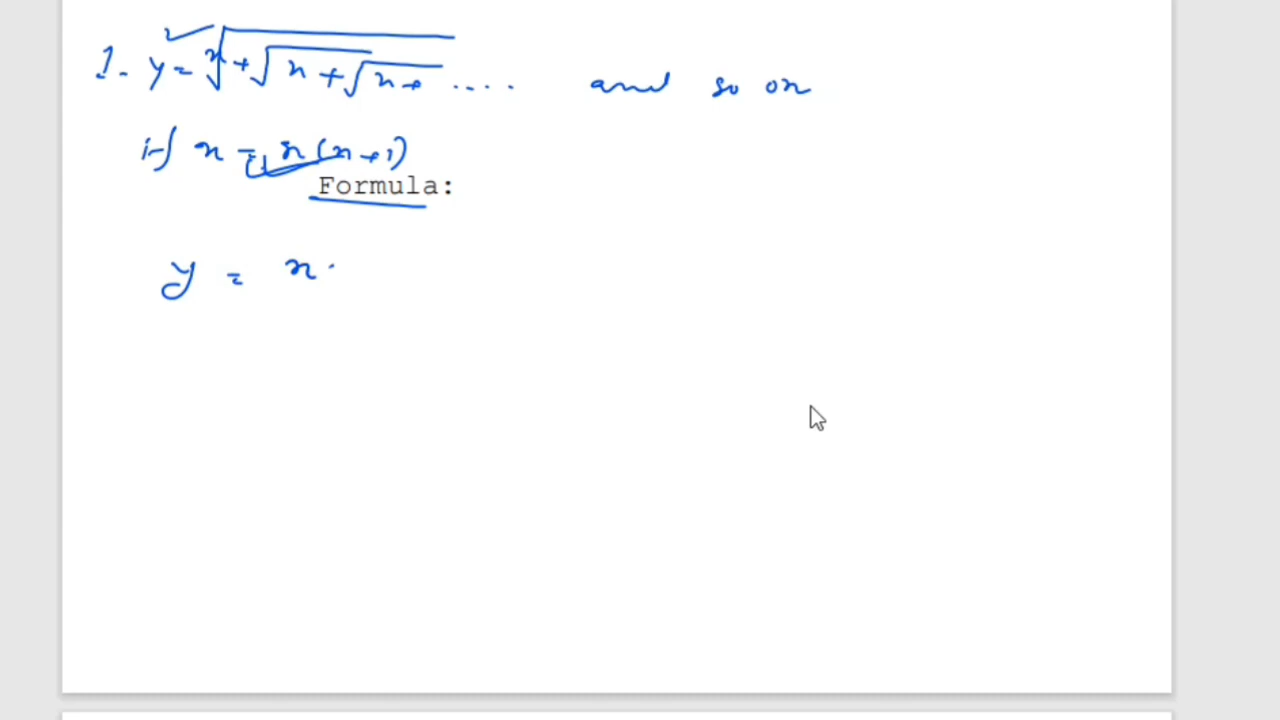 1. y = √x + √x + √x + .... and so on
if x = n(n+1)
Formula:
y = n.